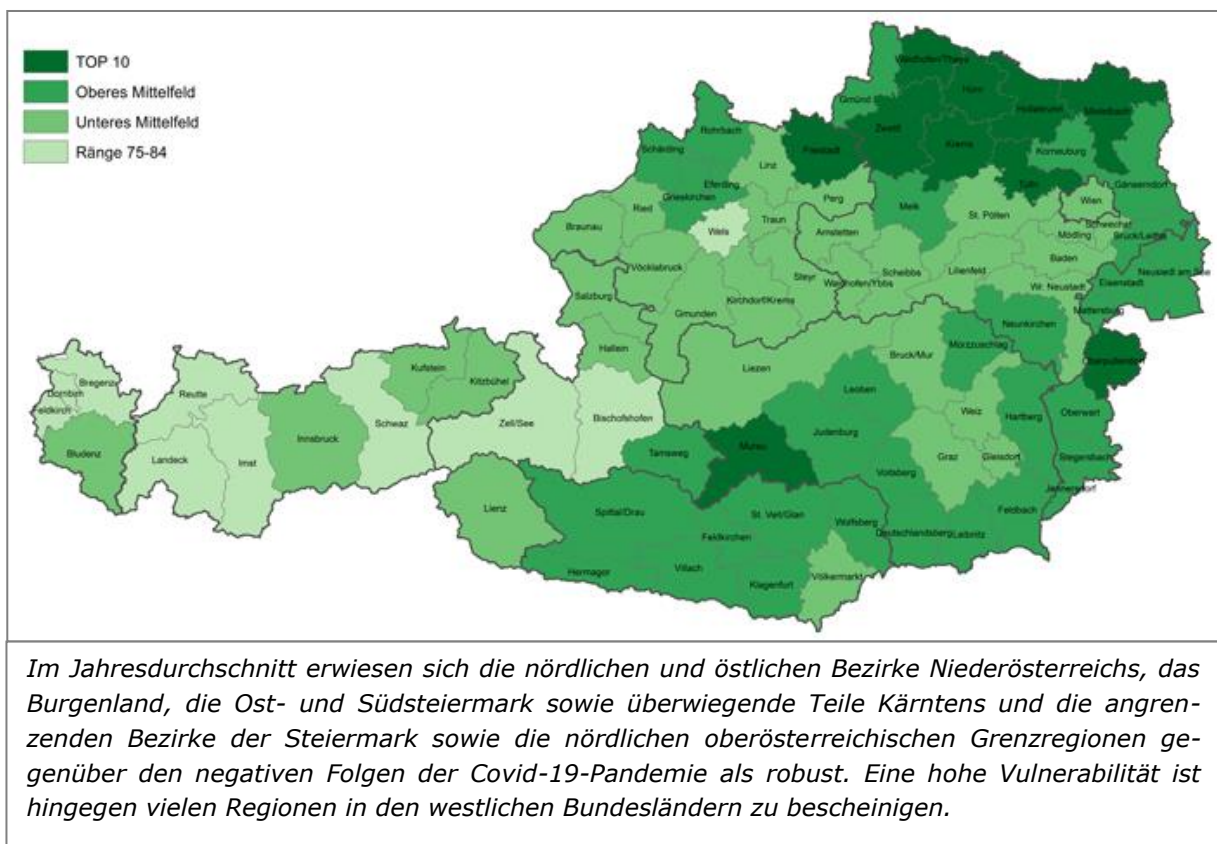 TOP 10
Oberes Mittelfeld
Unteres Mittelfeld
Ränge 75-84
Waidhofen/Thaya
Gmünd
Horn
Hollabrunn
Mistelbach
Zwettl
Krems
Korneuburg
Tulln
Gänserndorf
Rohrbach
Schärding
Freistadt
Linz
Eferding
Grieskirchen
Perg
Melk
St. Pölten
Wien
Schwechat
Ried
Traun
Wels
Braunau
Amstetten
Mödling
Bruck/Leitha
Baden
Vöcklabruck
Steyr
Scheibbs
Lilienfeld
Waidhofen/Ybbs
Neusiedl am See
Eisenstadt
Wr. Neustadt
Salzburg
Kirchdorf/Krems
Gmunden
Mattersburg
Neunkirchen
Hallein
Mürzzuschlag
Bruck/Mur
Oberpullendorf
Kufstein
Liezen
Bregenz
Kitzbühel
Dornbirn
Reutte
Leoben
Feldkirch
Weiz
Hartberg
Oberwart
Bischofshofen
Zell/See
Schwaz
Innsbruck
Judenburg
Murau
Bludenz
Landeck
Imst
Tamsweg
Graz
Gleisdorf
Voitsberg
Jennersdorf
Lienz
Spittal/Drau
St. Veit/Glan
Feldbach
Wolfsberg
Feldkirchen
Deutschlandsberg
Leibnitz
Hermagor
Villach
Klagenfurt
Völkermarkt
Im Jahresdurchschnitt erwiesen sich die nördlichen und östlichen Bezirke Niederösterreichs, das
Burgenland, die Ost- und Südsteiermark sowie überwiegende Teile Kärntens und die angren-
zenden Bezirke der Steiermark sowie die nördlichen oberösterreichischen Grenzregionen ge-
genüber den negativen Folgen der Covid-19-Pandemie als robust. Eine hohe Vulnerabilität ist
hingegen vielen Regionen in den westlichen Bundesländern zu bescheinigen.